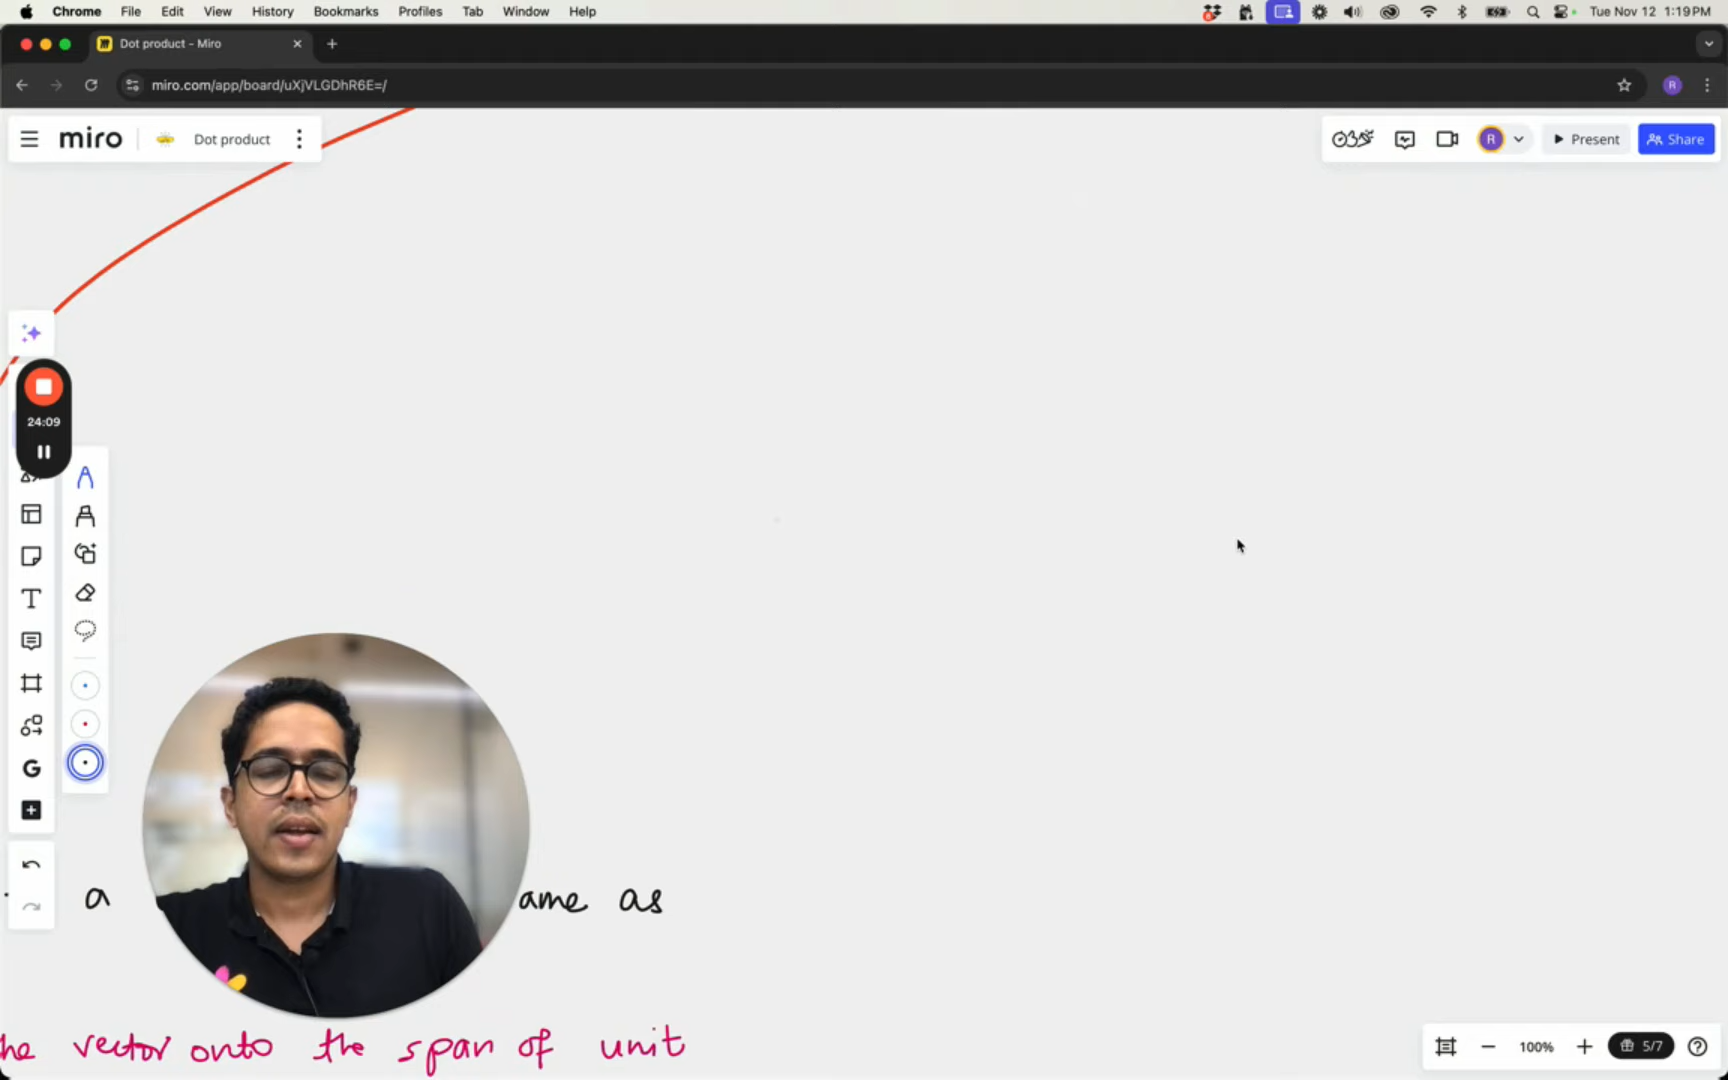 Chrome File Edit View History Bookmarks Profiles Tab Window Help Tue Nov 12 1:19 PM
Dot product - Miro
miro.com/app/board/uXjVLGDhR6E=/ R
miro Dot product R Present Share
24:09
T
G
a ame as
he vector onto the span of unit
100% 5/7